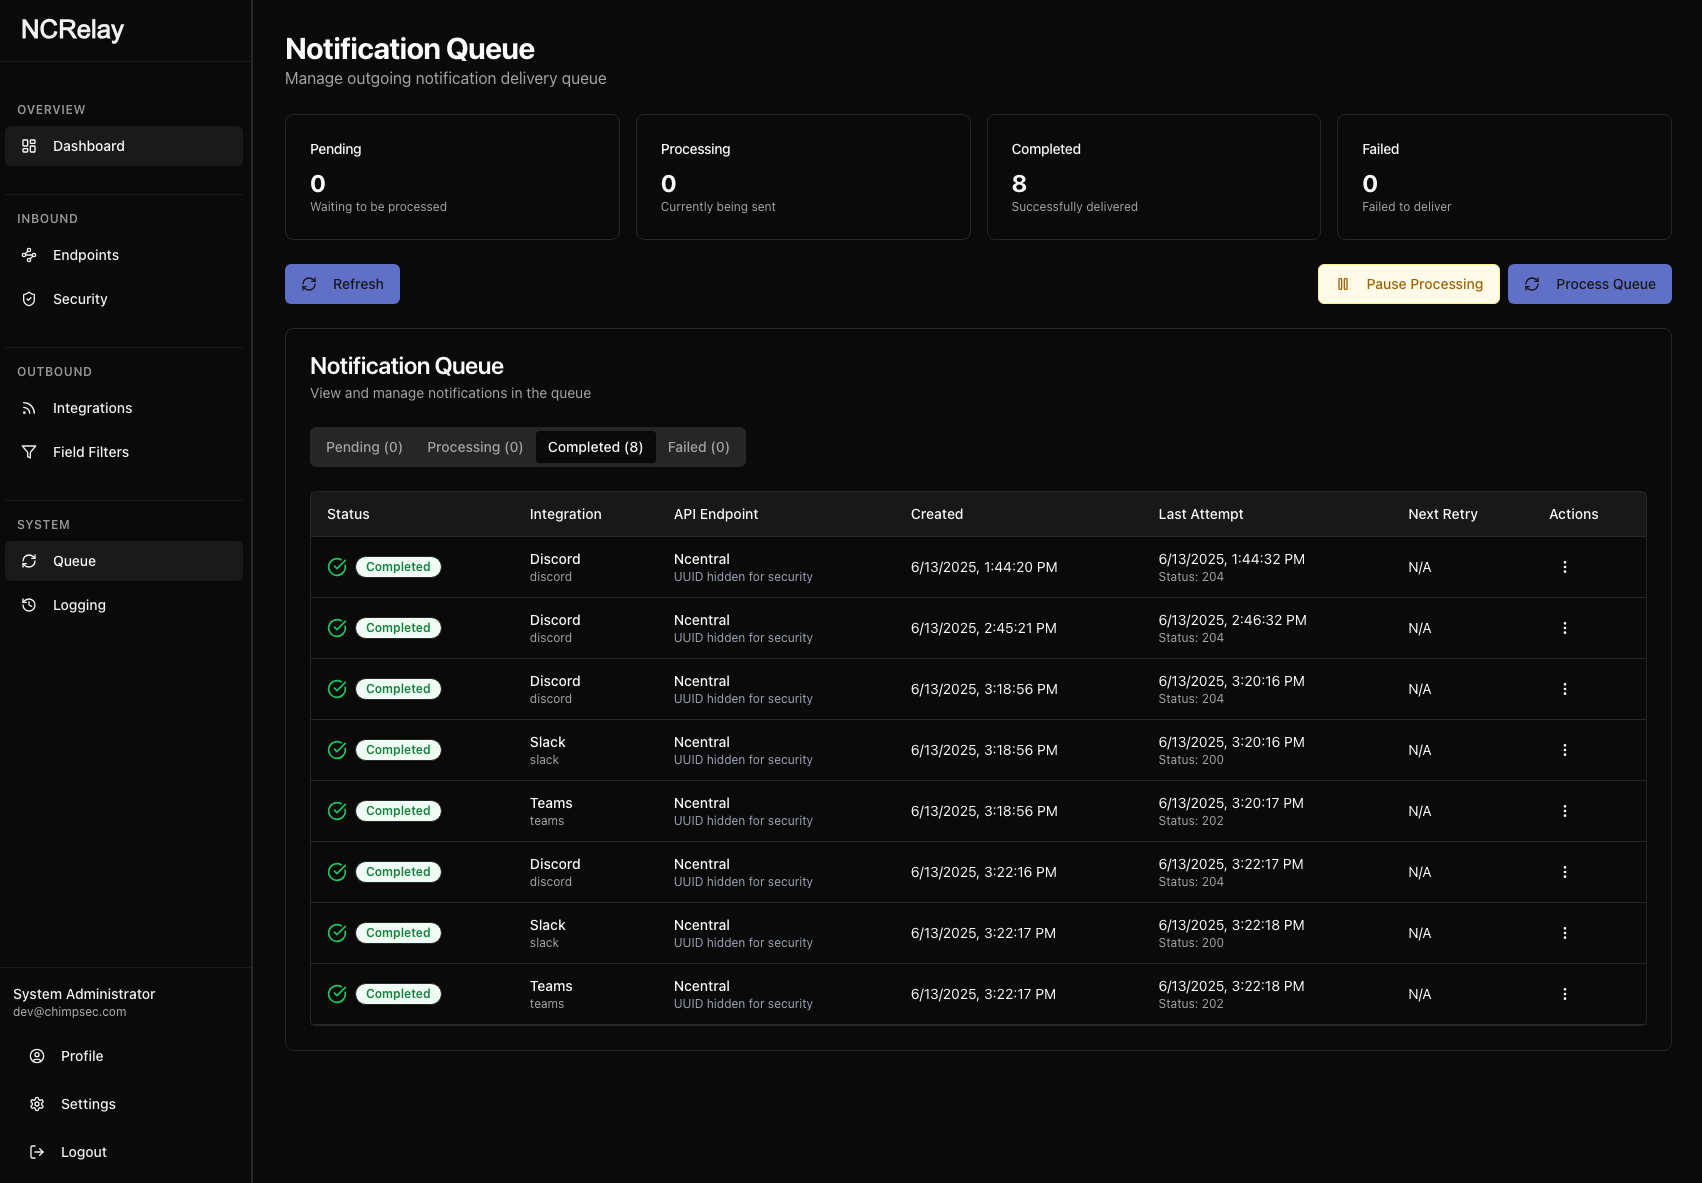 NCRelay
OVERVIEW
Dashboard
INBOUND
Endpoints
Security
OUTBOUND
Integrations
Field Filters
SYSTEM
Queue
Logging
System Administrator
dev@chimpsec.com
Profile
Settings
Logout
Notification Queue
Manage outgoing notification delivery queue
Pending
0
Waiting to be processed
Processing
0
Currently being sent
Completed
8
Successfully delivered
Failed
0
Failed to deliver
Refresh
Pause Processing
Process Queue
Notification Queue
View and manage notifications in the queue
Pending (0) Processing (0) Completed (8) Failed (0)
Status Integration API Endpoint Created Last Attempt Next Retry Actions
Completed Discord Ncentral 6/13/2025, 1:44:20 PM 6/13/2025, 1:44:32 PM N/A
discord UUID hidden for security Status: 204
Completed Discord Ncentral 6/13/2025, 2:45:21 PM 6/13/2025, 2:46:32 PM N/A
discord UUID hidden for security Status: 204
Completed Discord Ncentral 6/13/2025, 3:18:56 PM 6/13/2025, 3:20:16 PM N/A
discord UUID hidden for security Status: 204
Completed Slack Ncentral 6/13/2025, 3:18:56 PM 6/13/2025, 3:20:16 PM N/A
slack UUID hidden for security Status: 200
Completed Teams Ncentral 6/13/2025, 3:18:56 PM 6/13/2025, 3:20:17 PM N/A
teams UUID hidden for security Status: 202
Completed Discord Ncentral 6/13/2025, 3:22:16 PM 6/13/2025, 3:22:17 PM N/A
discord UUID hidden for security Status: 204
Completed Slack Ncentral 6/13/2025, 3:22:17 PM 6/13/2025, 3:22:18 PM N/A
slack UUID hidden for security Status: 200
Completed Teams Ncentral 6/13/2025, 3:22:17 PM 6/13/2025, 3:22:18 PM N/A
teams UUID hidden for security Status: 202